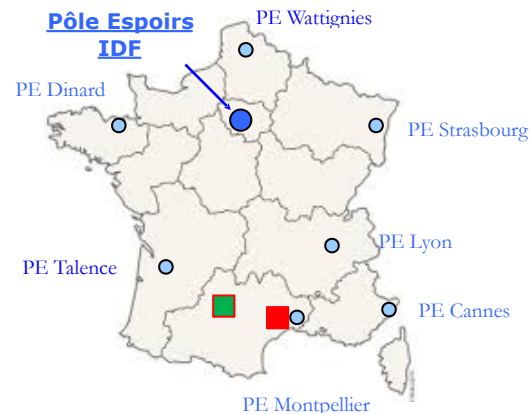 Pôle Espoirs
IDF
PE Wattignies
PE Dinard
PE Strasbourg
PE Lyon
PE Talence
PE Cannes
PE Montpellier